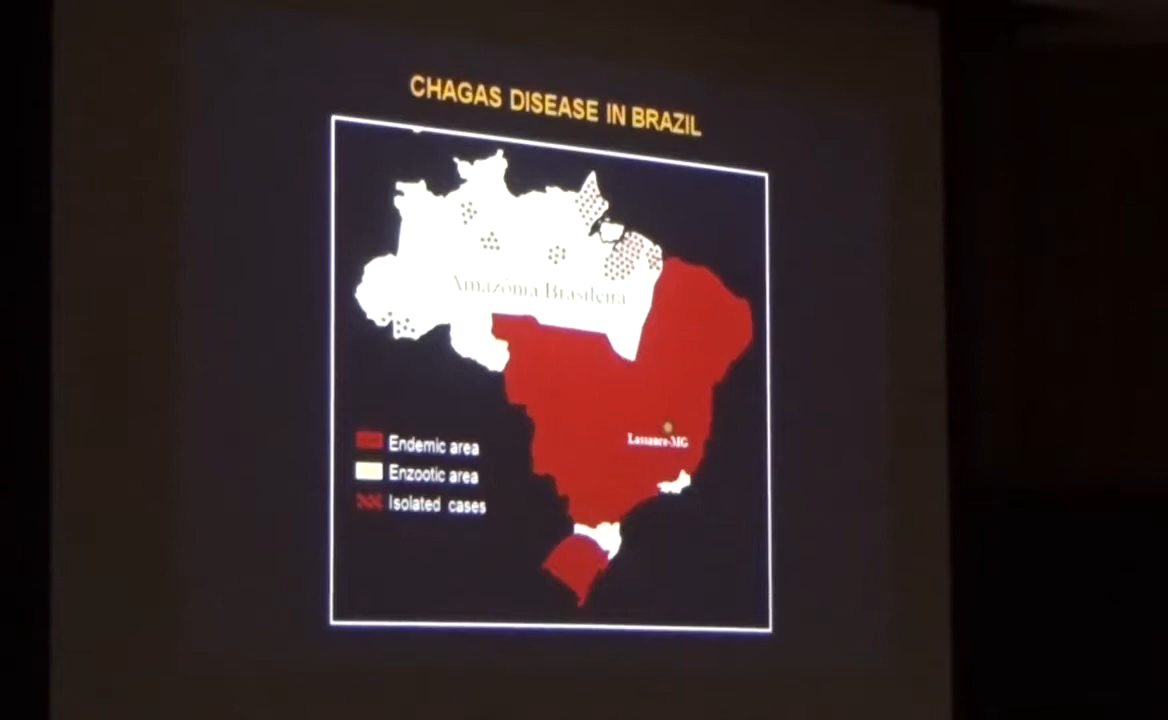 CHAGAS DISEASE IN BRAZIL
Amazônia Brasileira
Lassance-MG
Endemic area
Enzootic area
Isolated cases